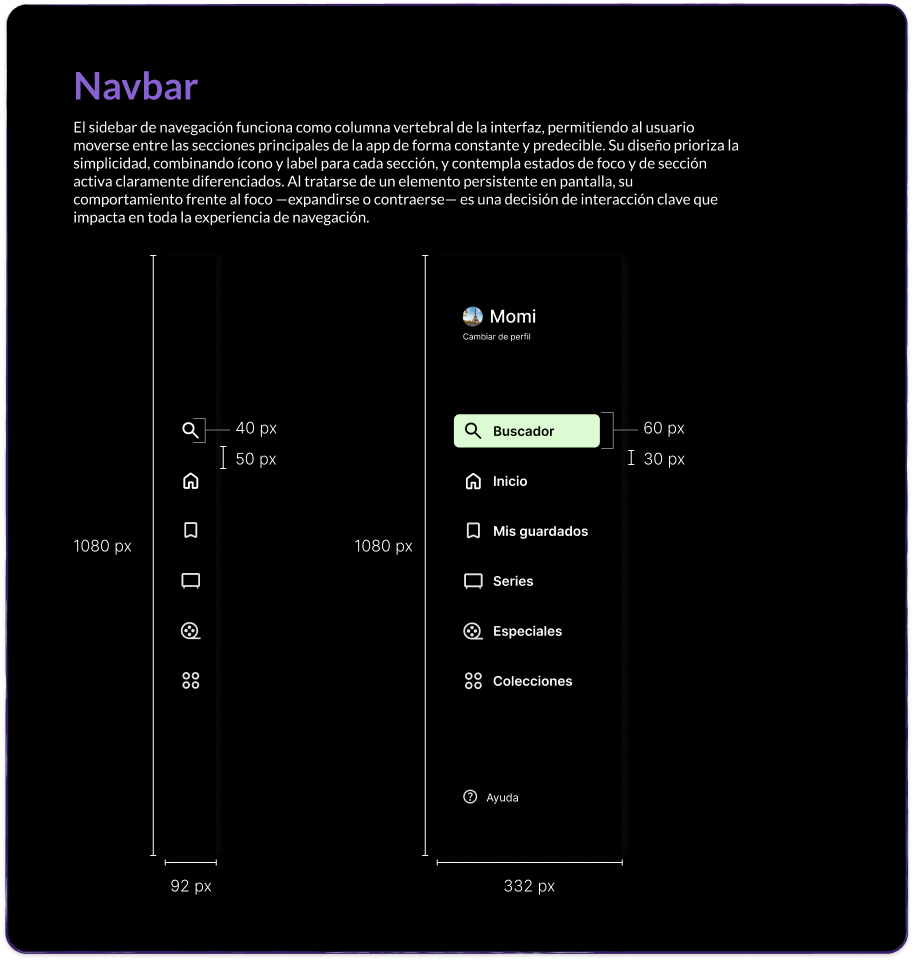 Navbar
El sidebar de navegación funciona como columna vertebral de la interfaz, permitiendo al usuario
moverse entre las secciones principales de la app de forma constante y predecible. Su diseño prioriza la
simplicidad, combinando ícono y label para cada sección, y contempla estados de foco y de sección
activa claramente diferenciados. Al tratarse de un elemento persistente en pantalla, su
comportamiento frente al foco —expandirse o contraerse— es una decisión de interacción clave que
impacta en toda la experiencia de navegación.
40 px
50 px
1080 px
92 px
Momi
Cambiar de perfil
Buscador
60 px
30 px
Inicio
Mis guardados
1080 px
Series
Especiales
Colecciones
Ayuda
332 px